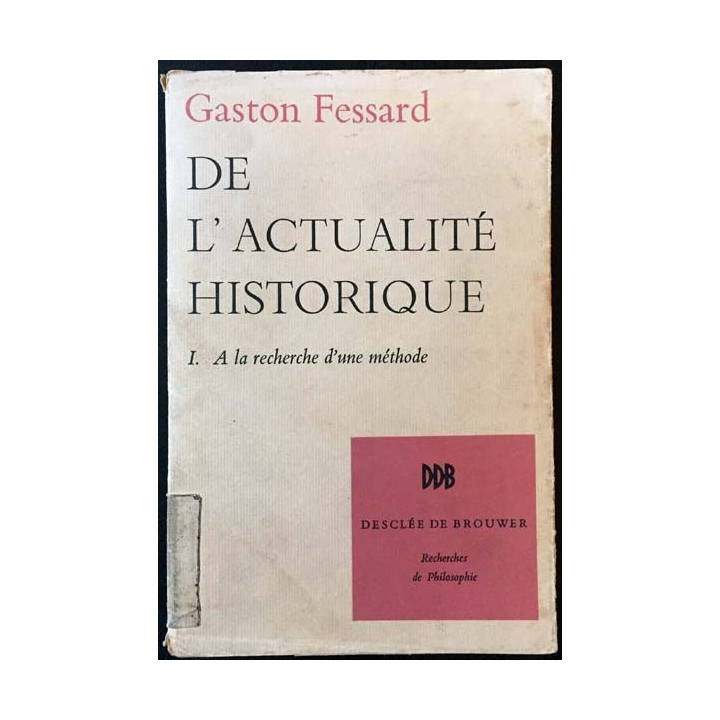 Gaston Fessard
DE
L'ACTUALITÉ
HISTORIQUE
I. A la recherche d'une méthode
DDB
DESCLÉE DE BROUWER
Recherches
de Philosophie